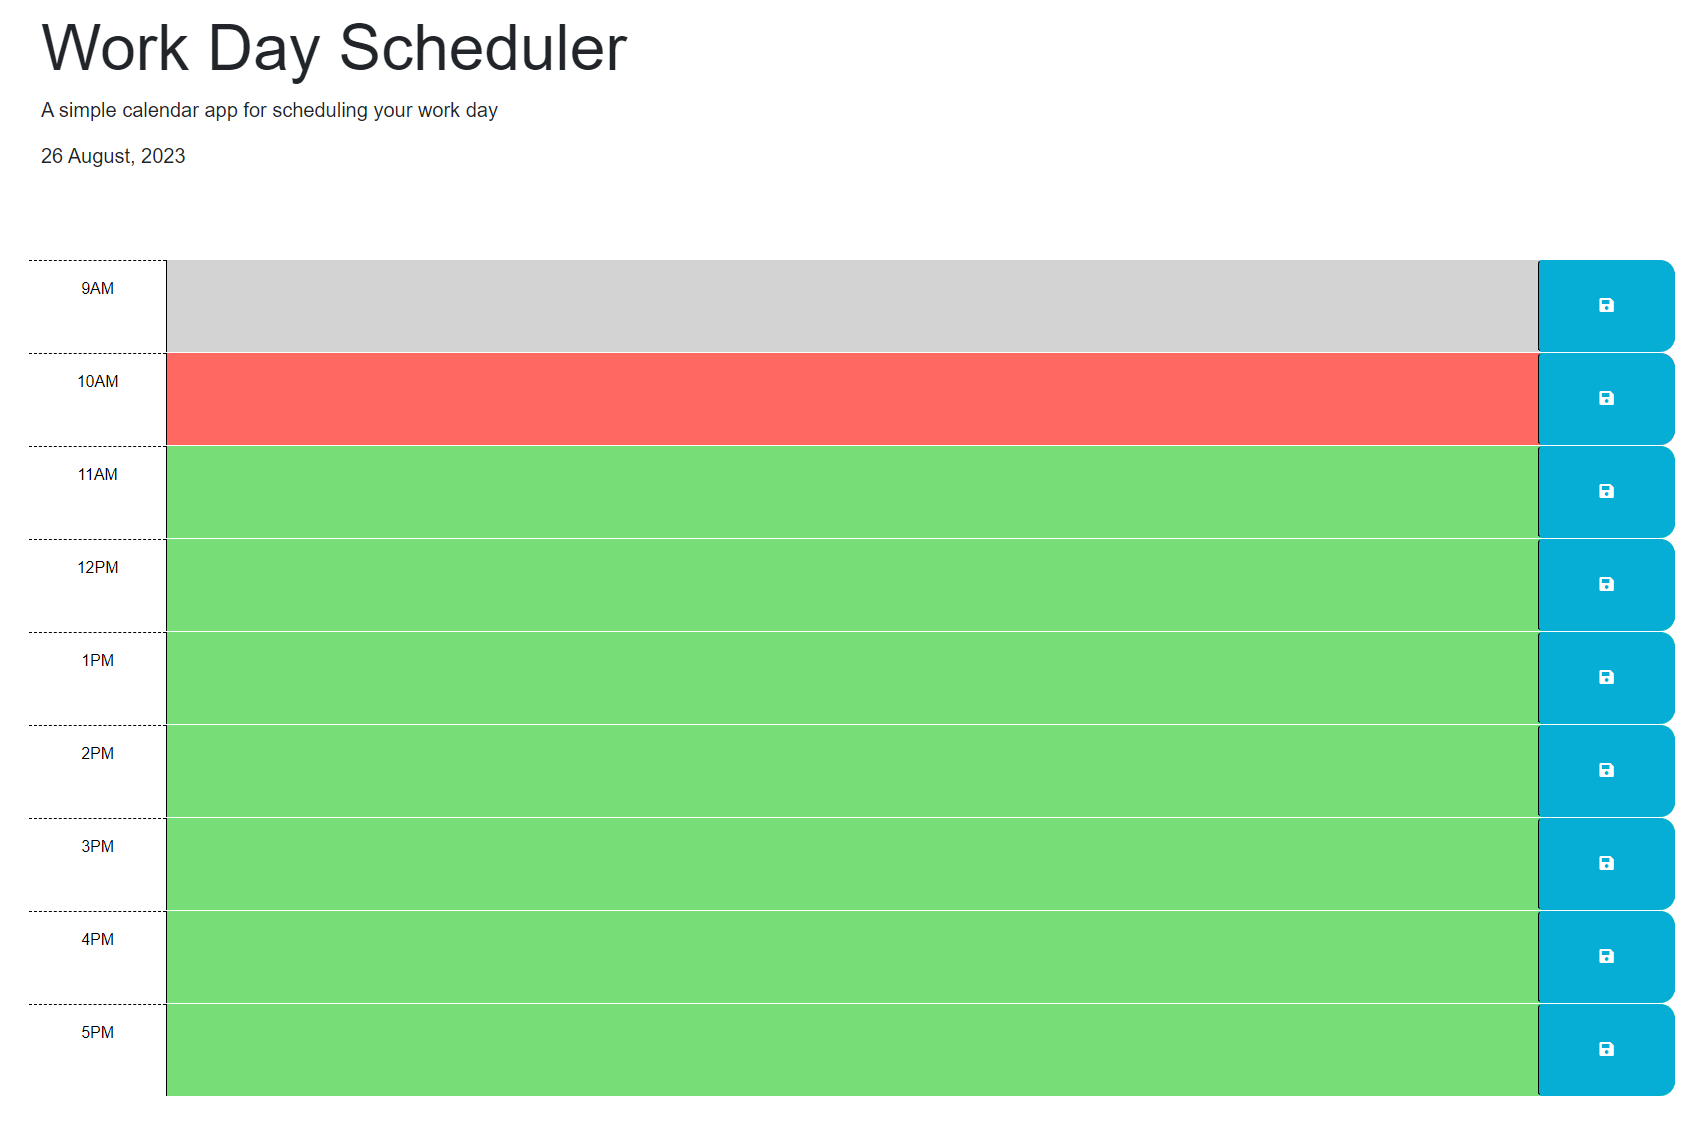 Work Day Scheduler
A simple calendar app for scheduling your work day
26 August, 2023
9AM
10AM
11AM
12PM
1PM
2PM
3PM
4PM
5PM